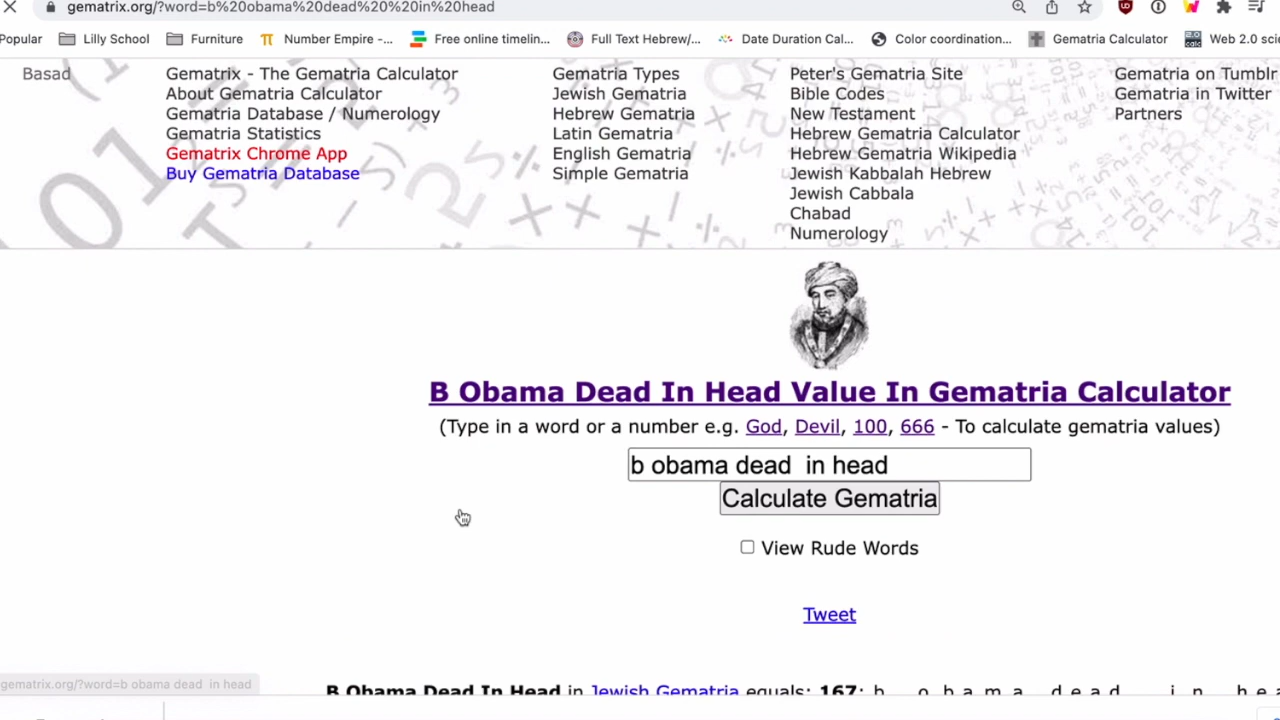 gematrix.org/?word=b%20obama%20dead%20%20in%20head
Popular Lilly School Furniture Number Empire -... Free online timelin... Full Text Hebrew/... Date Duration Cal... Color coordination... Gematria Calculator Web 2.0 scie
Basad
Gematrix - The Gematria Calculator
About Gematria Calculator
Gematria Database / Numerology
Gematria Statistics
Gematrix Chrome App
Buy Gematria Database
Gematria Types
Jewish Gematria
Hebrew Gematria
Latin Gematria
English Gematria
Simple Gematria
Peter's Gematria Site
Bible Codes
New Testament
Hebrew Gematria Calculator
Hebrew Gematria Wikipedia
Jewish Kabbalah Hebrew
Jewish Cabbala
Chabad
Numerology
Gematria on Tumblr
Gematria in Twitter
Partners
B Obama Dead In Head Value In Gematria Calculator
(Type in a word or a number e.g. God, Devil, 100, 666 - To calculate gematria values)
b obama dead  in head
Calculate Gematria
View Rude Words
Tweet
gematrix.org/?word=b obama dead  in head
B Obama Dead In Head in Jewish Gematria equals: 167: b o b a m a d e a d i n h e a